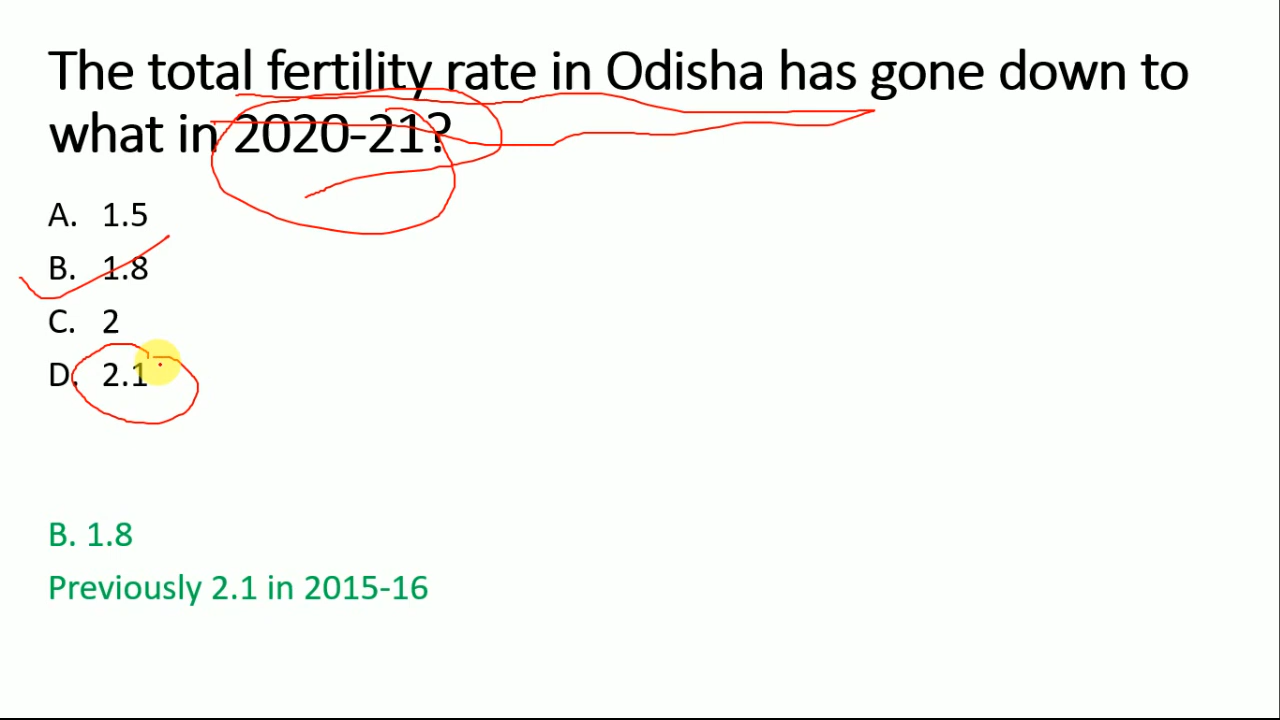 The total fertility rate in Odisha has gone down to
what in 2020-21?
A. 1.5
B. 1.8
C. 2
D. 2.1
B. 1.8
Previously 2.1 in 2015-16